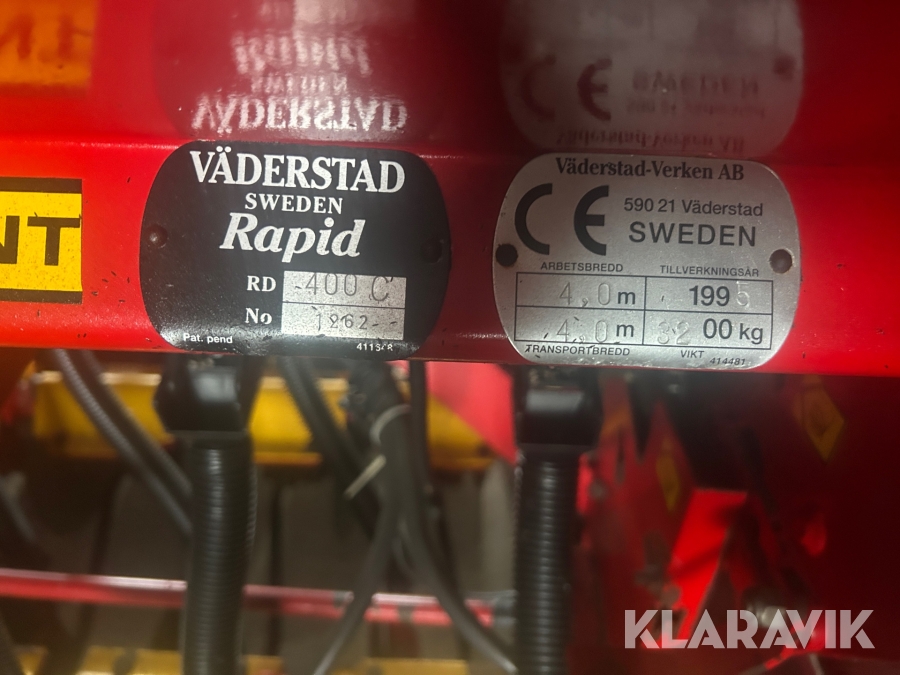 NT
VÄDERSTAD
SWEDEN
Rapid
RD 400 C
No 1262
Pat. pend
Väderstad-Verken AB
CE 590 21 Väderstad
SWEDEN
ARBETSBREDD TILLVERKNINGSÅR
4,0 m 1995
4,0 m 3200 kg
TRANSPORTBREDD VIKT 414481
KLARAVIK